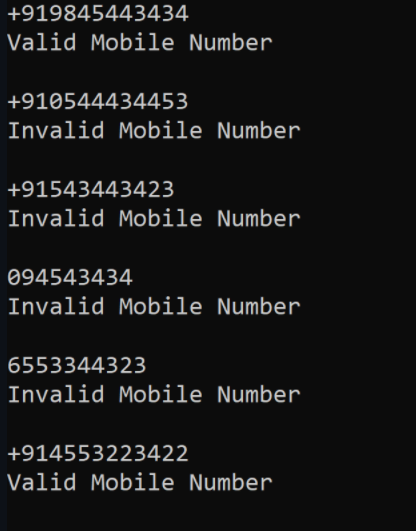 +919845443434
Valid Mobile Number
+910544434453
Invalid Mobile Number
+91543443423
Invalid Mobile Number
094543434
Invalid Mobile Number
6553344323
Invalid Mobile Number
+914553223422
Valid Mobile Number